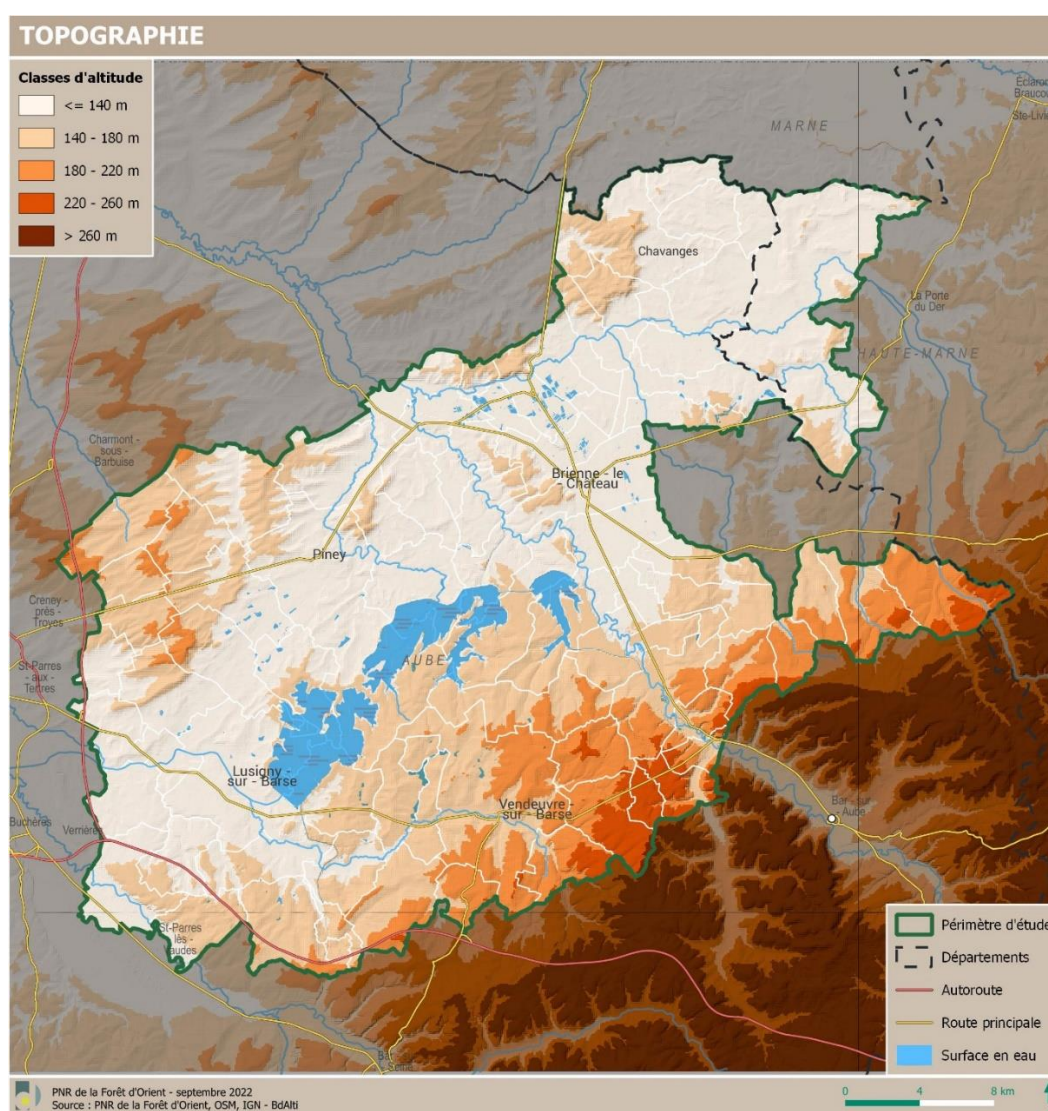 TOPOGRAPHIE
Classes d'altitude
<= 140 m
140 - 180 m
180 - 220 m
220 - 260 m
> 260 m
MARNE
Chavanges
La Porte
du Der
HAUTE-MARNE
Charmont -
sous -
Barbuise
Brienne - le
- Château
Piney
Creney -
près -
Troyes
St-Parres
- aux -
Tertres
AUBE
Lusigny -
sur - Barse
Vendeuvre -
sur - Barse
Bar - sur
- Aube
Buchères
Verrières
St-Parres
lès -
Vaudes
Bar -
- Seine
Périmètre d'étude
Départements
Autoroute
Route principale
Surface en eau
PNR de la Forêt d'Orient - septembre 2022
Source : PNR de la Forêt d'Orient, OSM, IGN - BdAlti
0 4 8 km